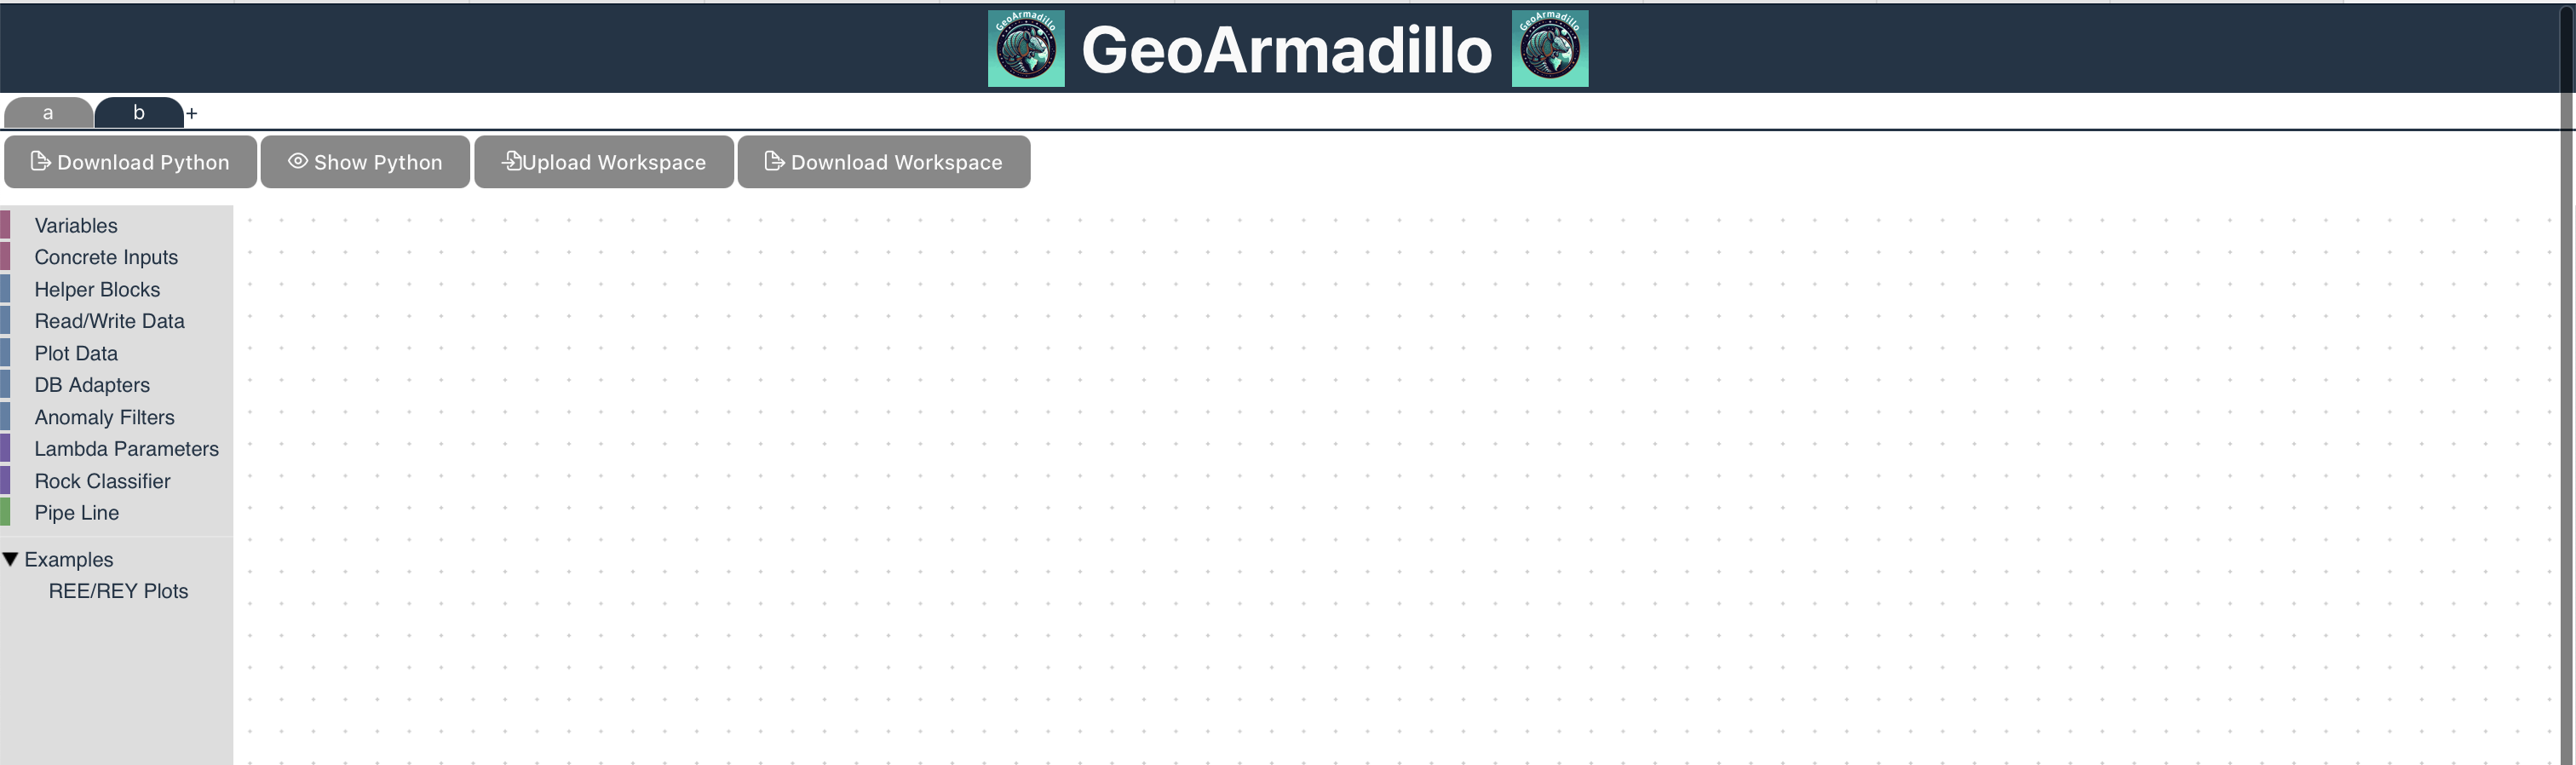 GeoArmadillo GeoArmadillo GeoArmadillo
a b +
Download Python Show Python Upload Workspace Download Workspace
Variables
Concrete Inputs
Helper Blocks
Read/Write Data
Plot Data
DB Adapters
Anomaly Filters
Lambda Parameters
Rock Classifier
Pipe Line
Examples
REE/REY Plots